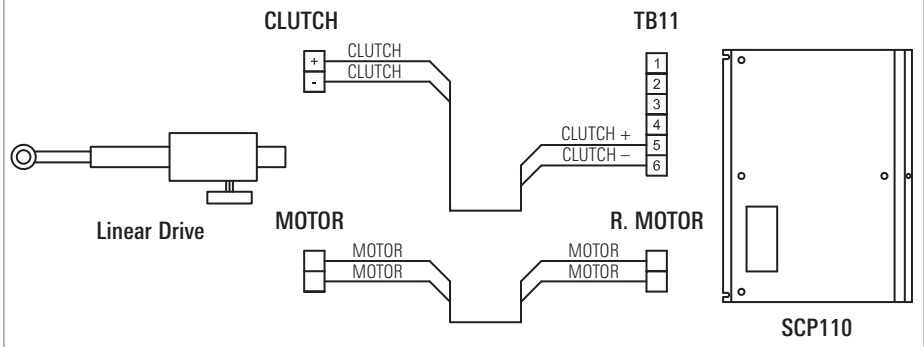 CLUTCH
TB11
+ CLUTCH
- CLUTCH
1
2
3
4
CLUTCH + 5
CLUTCH – 6
Linear Drive
MOTOR
R. MOTOR
MOTOR MOTOR
MOTOR MOTOR
SCP110